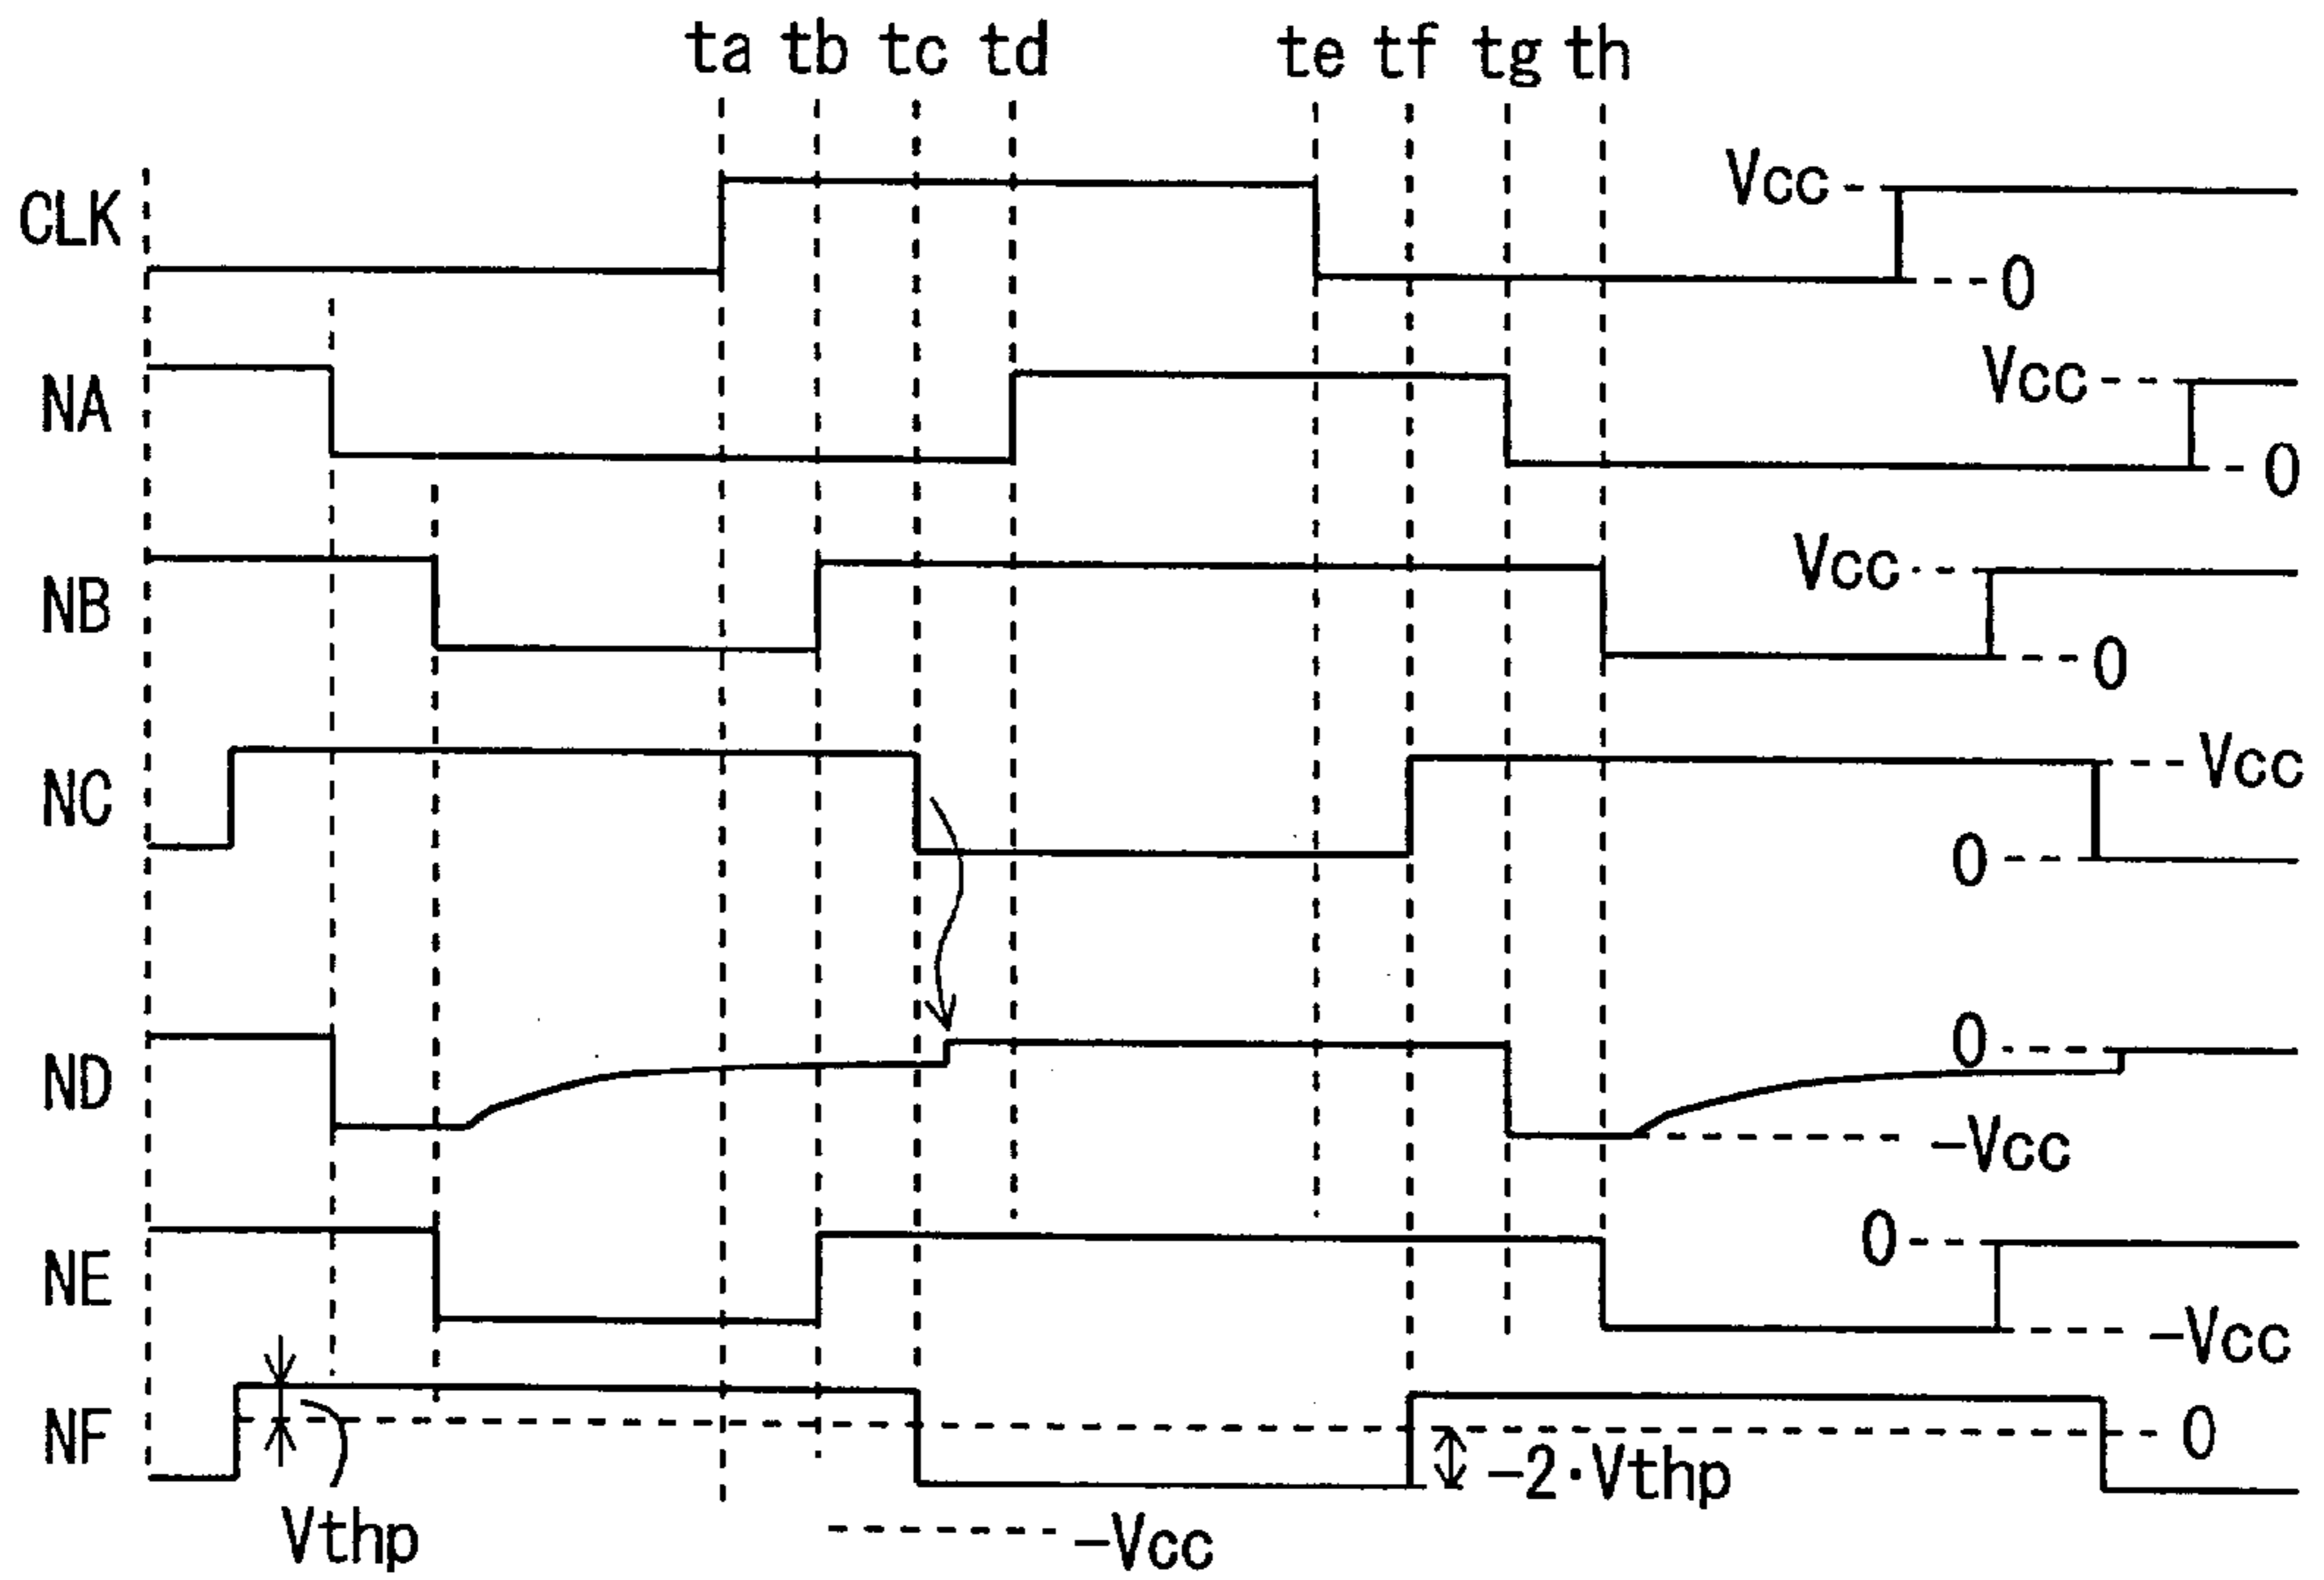 ta tb tc td te tf tg th
CLK Vcc
0
NA Vcc
0
NB Vcc
0
NC Vcc
0
ND 0
-Vcc
NE 0
-Vcc
NF 0
-2·Vthp
Vthp -Vcc